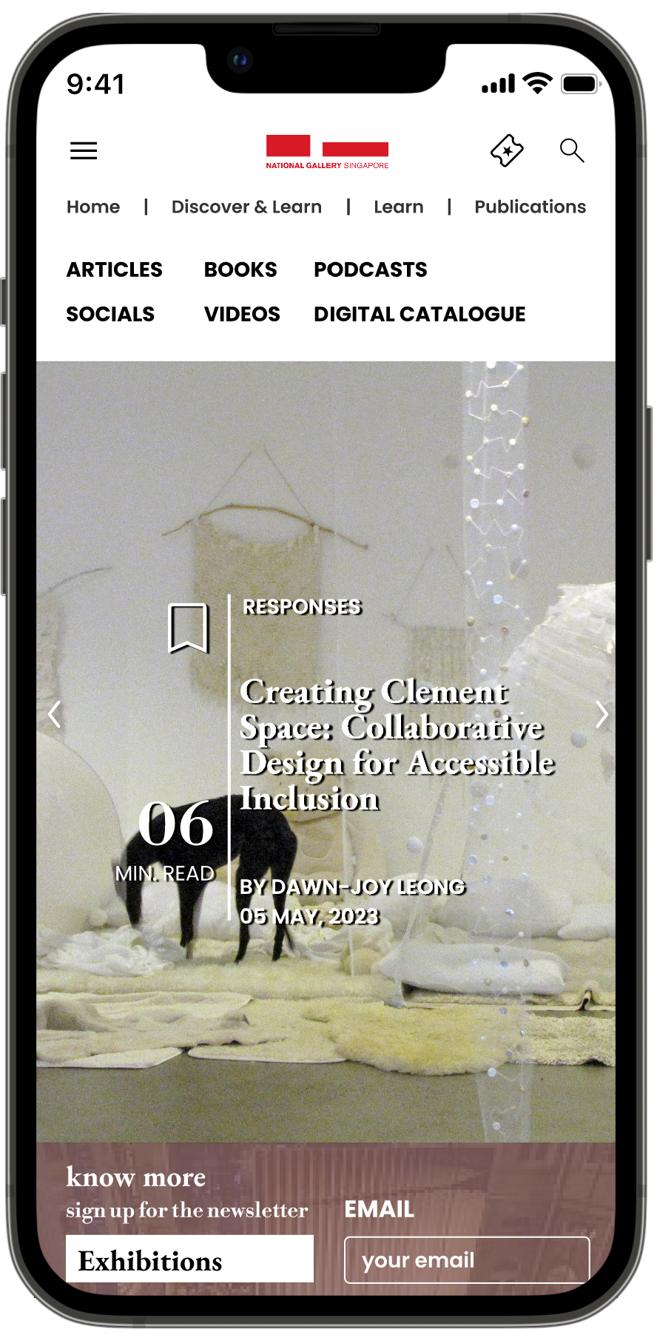 9:41
NATIONAL GALLERY SINGAPORE
Home | Discover & Learn | Learn | Publications
ARTICLES BOOKS PODCASTS
SOCIALS VIDEOS DIGITAL CATALOGUE
RESPONSES
Creating Clement
Space: Collaborative
Design for Accessible
Inclusion
06
MIN. READ
BY DAWN-JOY LEONG
05 MAY, 2023
know more
sign up for the newsletter
Exhibitions
EMAIL
your email